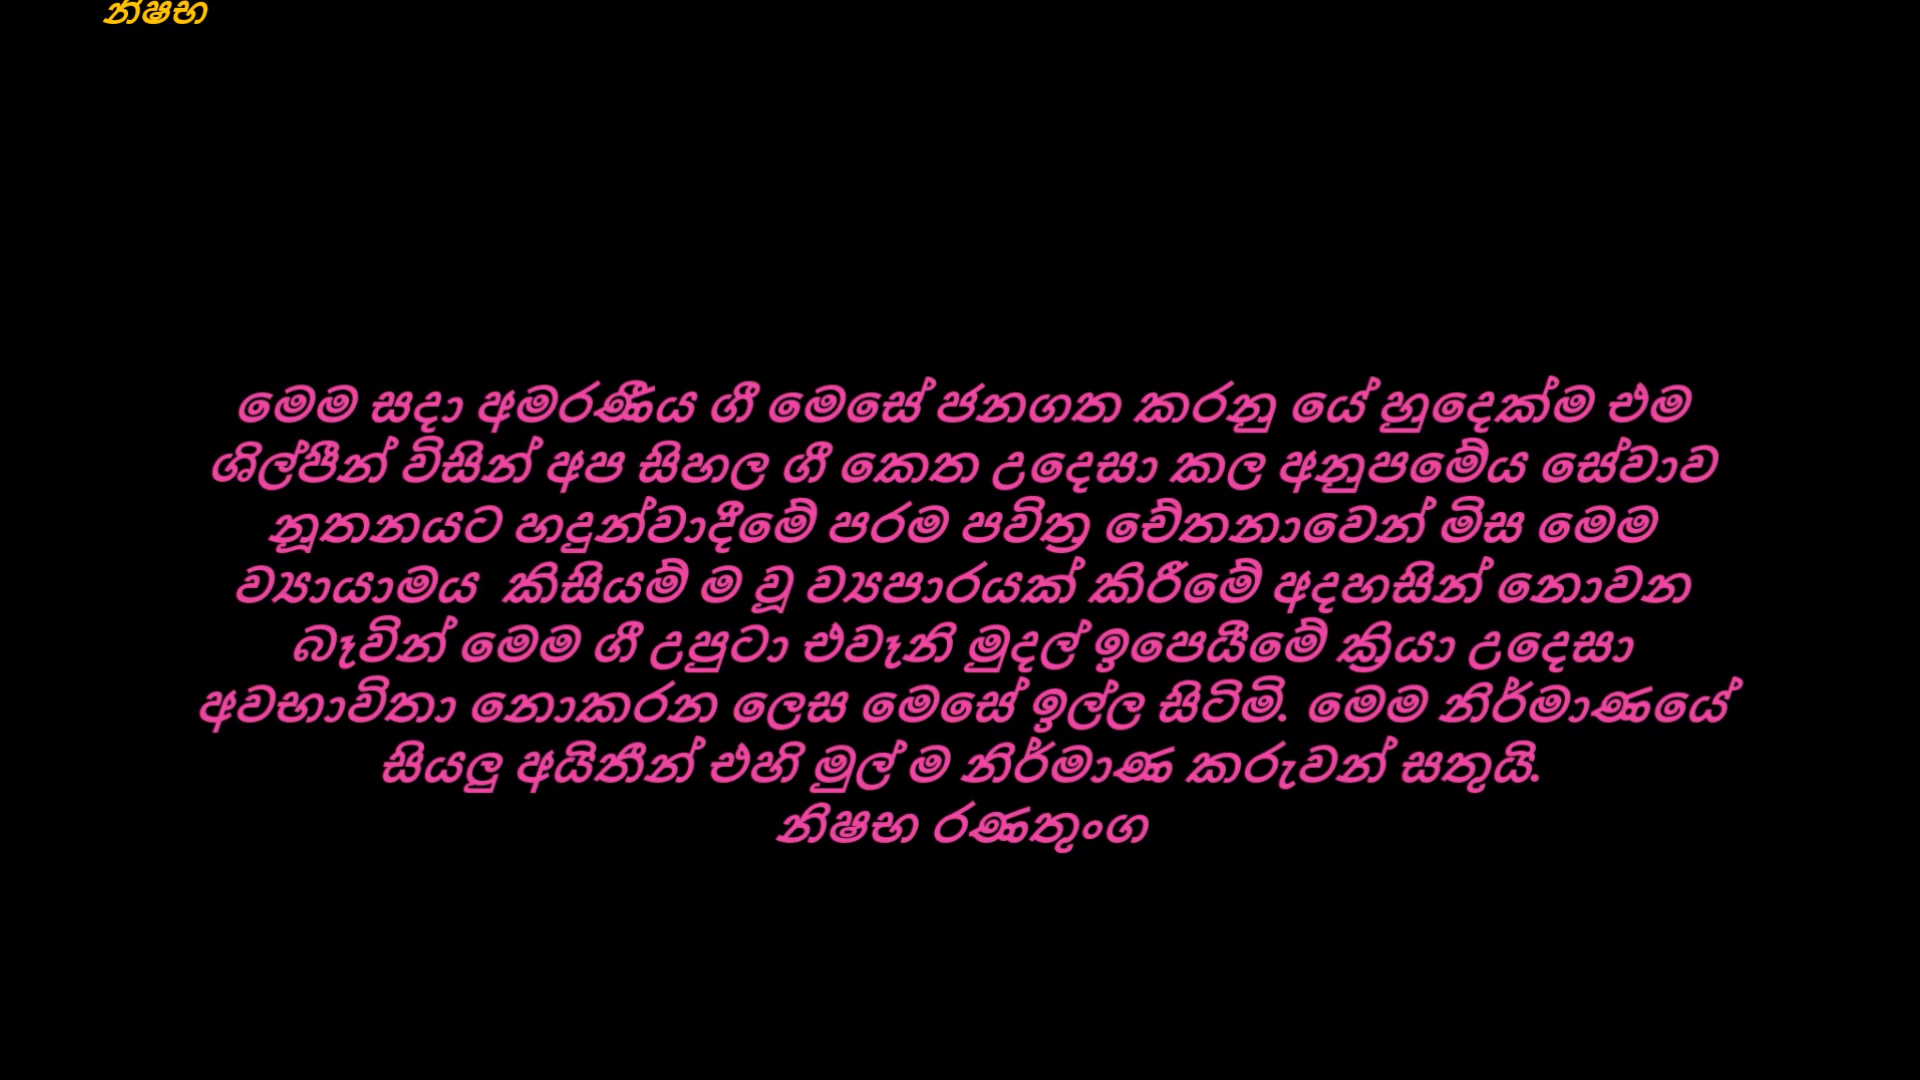 නිෂභ
මෙම සදා අමරණීය ගී මෙසේ ජනගත කරනු යේ හුදෙක්ම එම
ශිල්පීන් විසින් අප සිහල ගී කෙත උදෙසා කල අනුපමේය සේවාව
නූතනයට හදුන්වාදීමේ පරම පවිත්‍ර චේතනාවෙන් මිස මෙම
ව්‍යායාමය කිසියම් ම වූ ව්‍යපාරයක් කිරීමේ අදහසින් නොවන
බැවින් මෙම ගී උපුටා එවැනි මුදල් ඉපෙයීමේ ක්‍රියා උදෙසා
අවභාවිතා නොකරන ලෙස මෙසේ ඉල්ල සිටිමි. මෙම නිර්මාණයේ
සියලු අයිතීන් එහි මුල් ම නිර්මාණ කරුවන් සතුයි.
නිෂභ රණතුංග